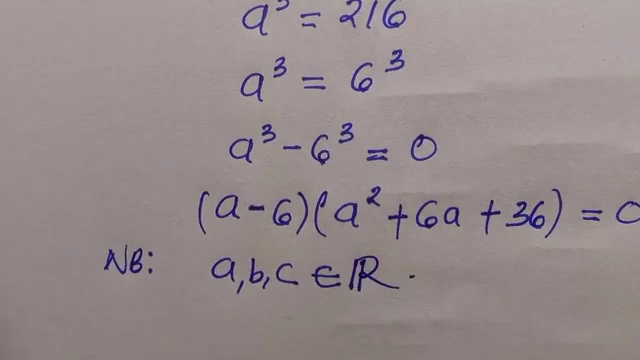 a³ = 216
a³ = 6³
a³ - 6³ = 0
(a-6)(a²+6a+36) = 0
NB: a,b,c ∈ ℝ.